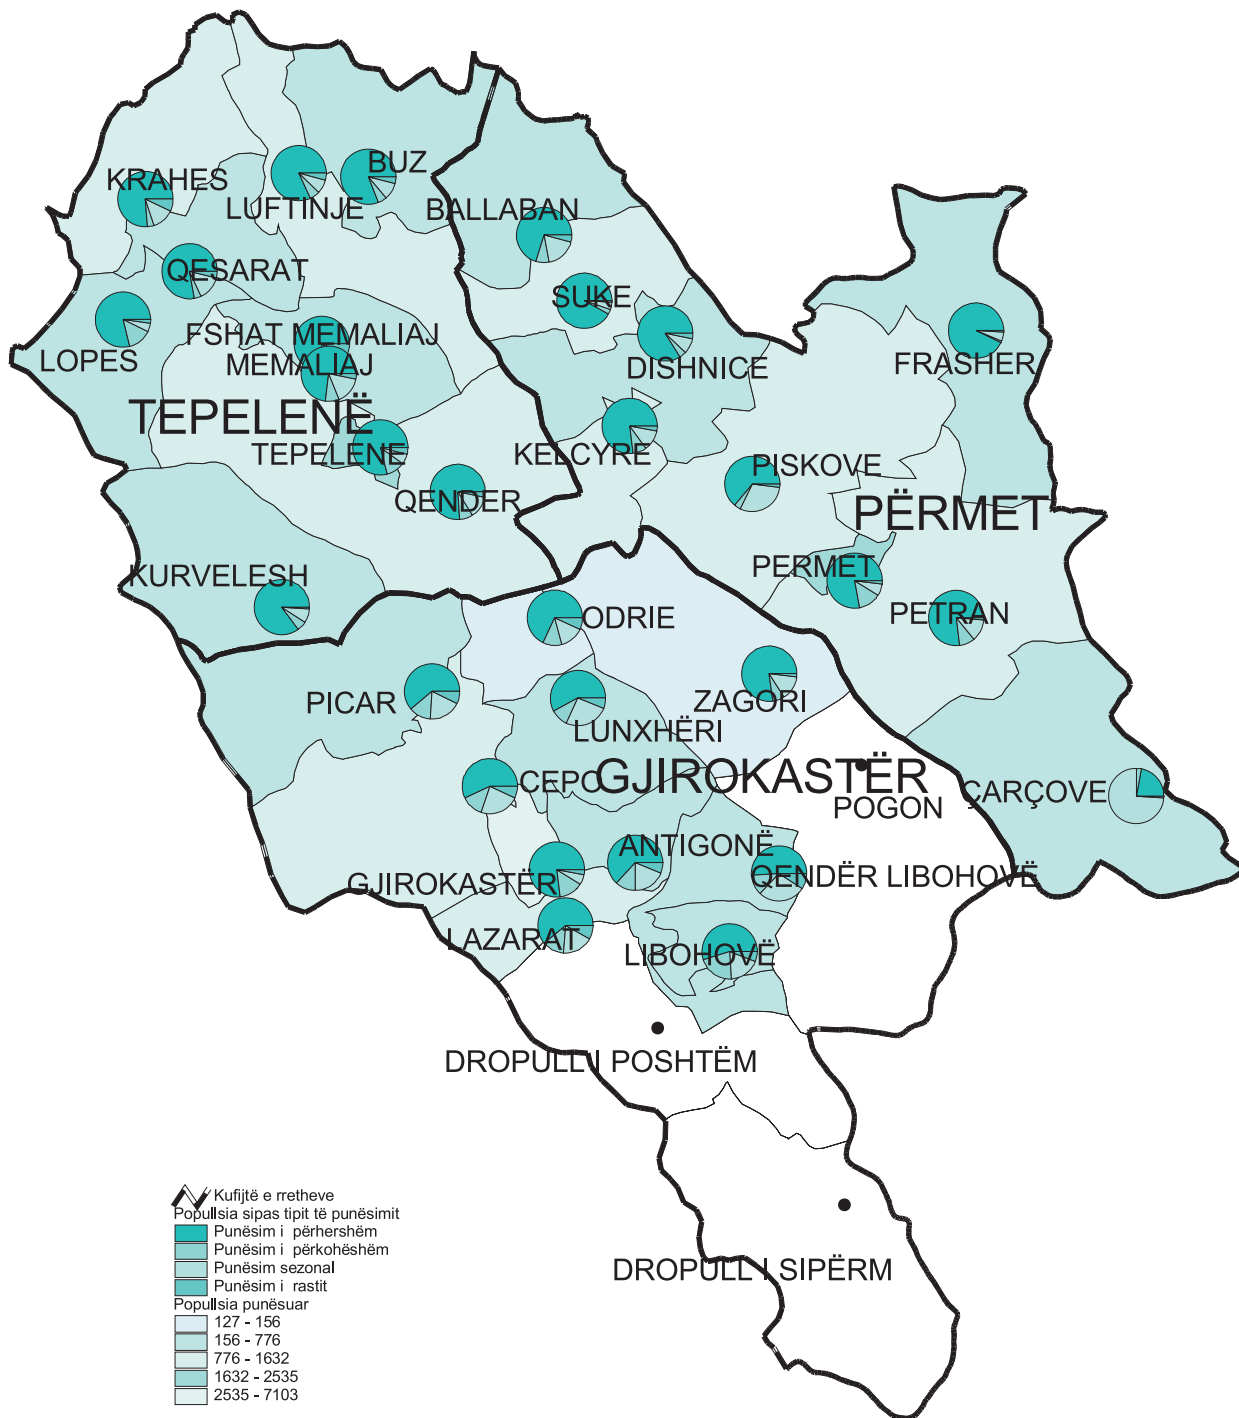 BUZ
KRAHES
LUFTINJE
BALLABAN
QESARAT
SUKE
FSHAT MEMALIAJ
LOPES
MEMALIAJ
DISHNICE
FRASHER
TEPELENË
TEPELENE
KELCYRE
PISKOVE
QENDER
PËRMET
KURVELESH
PERMET
PETRAN
ODRIE
PICAR
ZAGORI
LUNXHËRI
CEPO
GJIROKASTËR
ÇARÇOVE
POGON
ANTIGONË
GJIROKASTËR
QENDËR LIBOHOVË
LAZARAT
LIBOHOVË
DROPULL I POSHTËM
DROPULL I SIPËRM
Kufijtë e rretheve
Popullsia sipas tipit të punësimit
Punësim i përhershëm
Punësim i përkohëshëm
Punësim sezonal
Punësim i rastit
Popullsia punësuar
127 - 156
156 - 776
776 - 1632
1632 - 2535
2535 - 7103